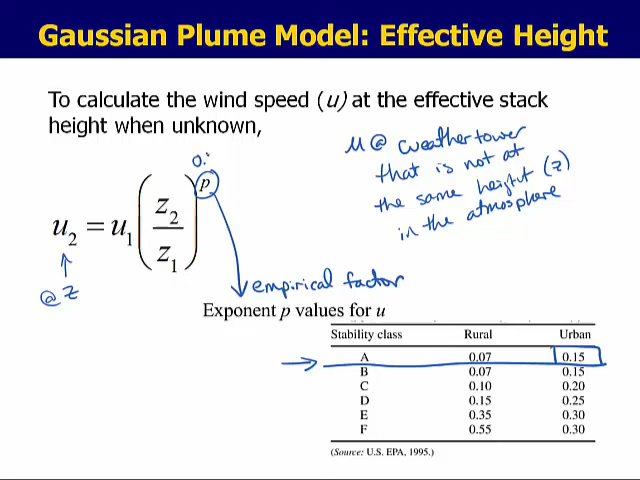 Gaussian Plume Model: Effective Height
To calculate the wind speed (u) at the effective stack
height when unknown,
u @ weather tower
that is not at
the same height (z)
in the atmosphere
0.
u₂ = u₁(z₂/z₁)^p
@ z
empirical factor
Exponent p values for u
Stability class Rural Urban
A 0.07 0.15
B 0.07 0.15
C 0.10 0.20
D 0.15 0.25
E 0.35 0.30
F 0.55 0.30
(Source: U.S. EPA, 1995.)